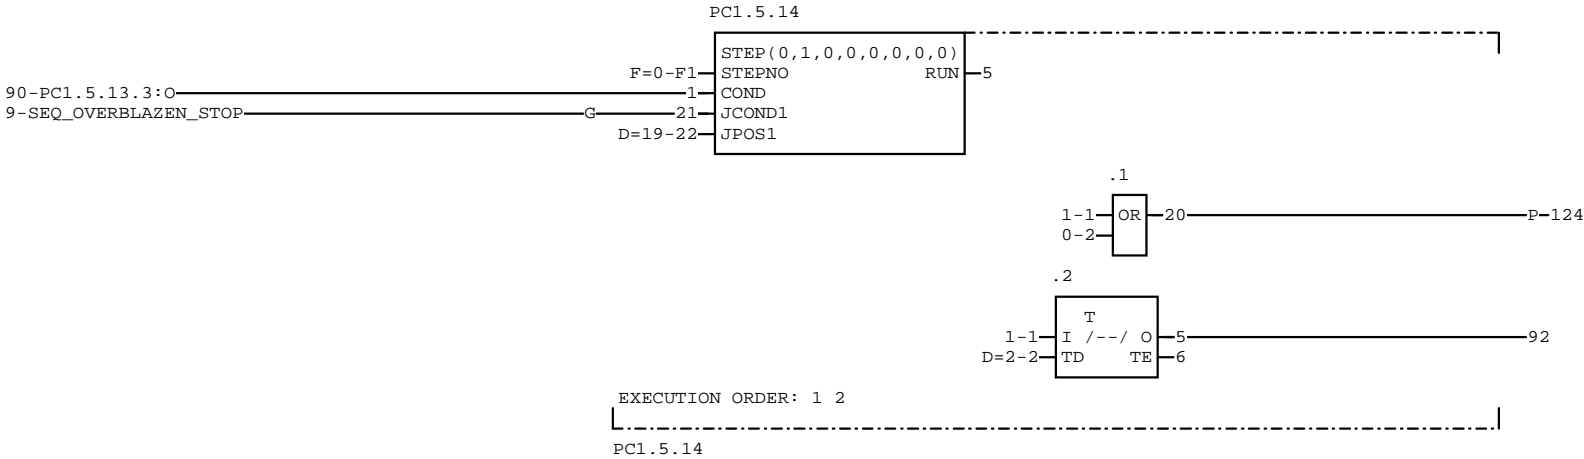 PC1.5.14
STEP(0,1,0,0,0,0,0,0)
F=0-F1 STEPNO RUN 5
90-PC1.5.13.3:O 1 COND
9-SEQ_OVERBLAZEN_STOP G 21 JCOND1
D=19-22 JPOS1
.1
1-1 OR 20 P-124
0-2
.2
T
1-1 I /--/ O 5 92
D=2-2 TD TE 6
EXECUTION ORDER: 1 2
PC1.5.14